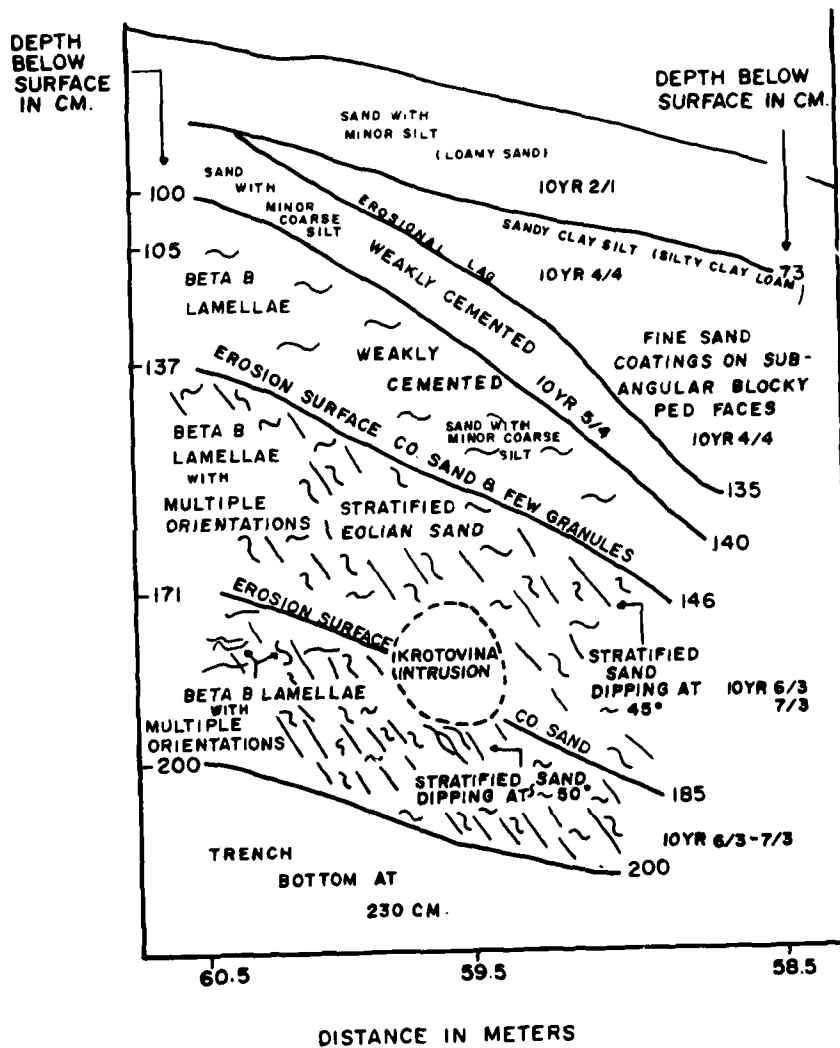 DEPTH
BELOW
SURFACE
IN CM.
DEPTH BELOW
SURFACE IN CM.
SAND WITH
MINOR SILT
(LOAMY SAND)
10YR 2/1
SAND
WITH
MINOR
COARSE
SILT
100
EROSIONAL LAG
SANDY CLAY SILT (SILTY CLAY LOAM)
73
10YR 4/4
105
WEAKLY CEMENTED
10YR 5/4
BETA B
LAMELLAE
WEAKLY
CEMENTED
FINE SAND
COATINGS ON SUB-
ANGULAR BLOCKY
PED FACES
10YR 4/4
137
EROSION SURFACE CO. SAND & FEW GRANULES
SAND WITH
MINOR COARSE
SILT
BETA B
LAMELLAE
WITH
MULTIPLE
ORIENTATIONS
STRATIFIED
EOLIAN SAND
135
140
146
171
EROSION SURFACE
KROTOVINA
INTRUSION
STRATIFIED
SAND
DIPPING AT
~ 45°
10YR 6/3
7/3
BETA B LAMELLAE
WITH
MULTIPLE
ORIENTATIONS
CO. SAND
200
STRATIFIED SAND
DIPPING AT ~ 50°
185
10YR 6/3-7/3
200
TRENCH
BOTTOM AT
230 CM.
60.5
59.5
58.5
DISTANCE IN METERS